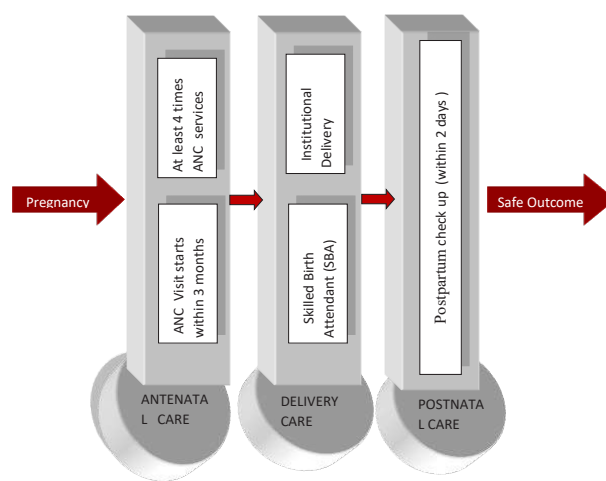 Pregnancy
At least 4 times
ANC services
ANC Visit starts
within 3 months
ANTENATA
L CARE
Institutional
Delivery
Skilled Birth
Attendant (SBA)
DELIVERY
CARE
Postpartum check up (within 2 days )
POSTNATA
L CARE
Safe Outcome